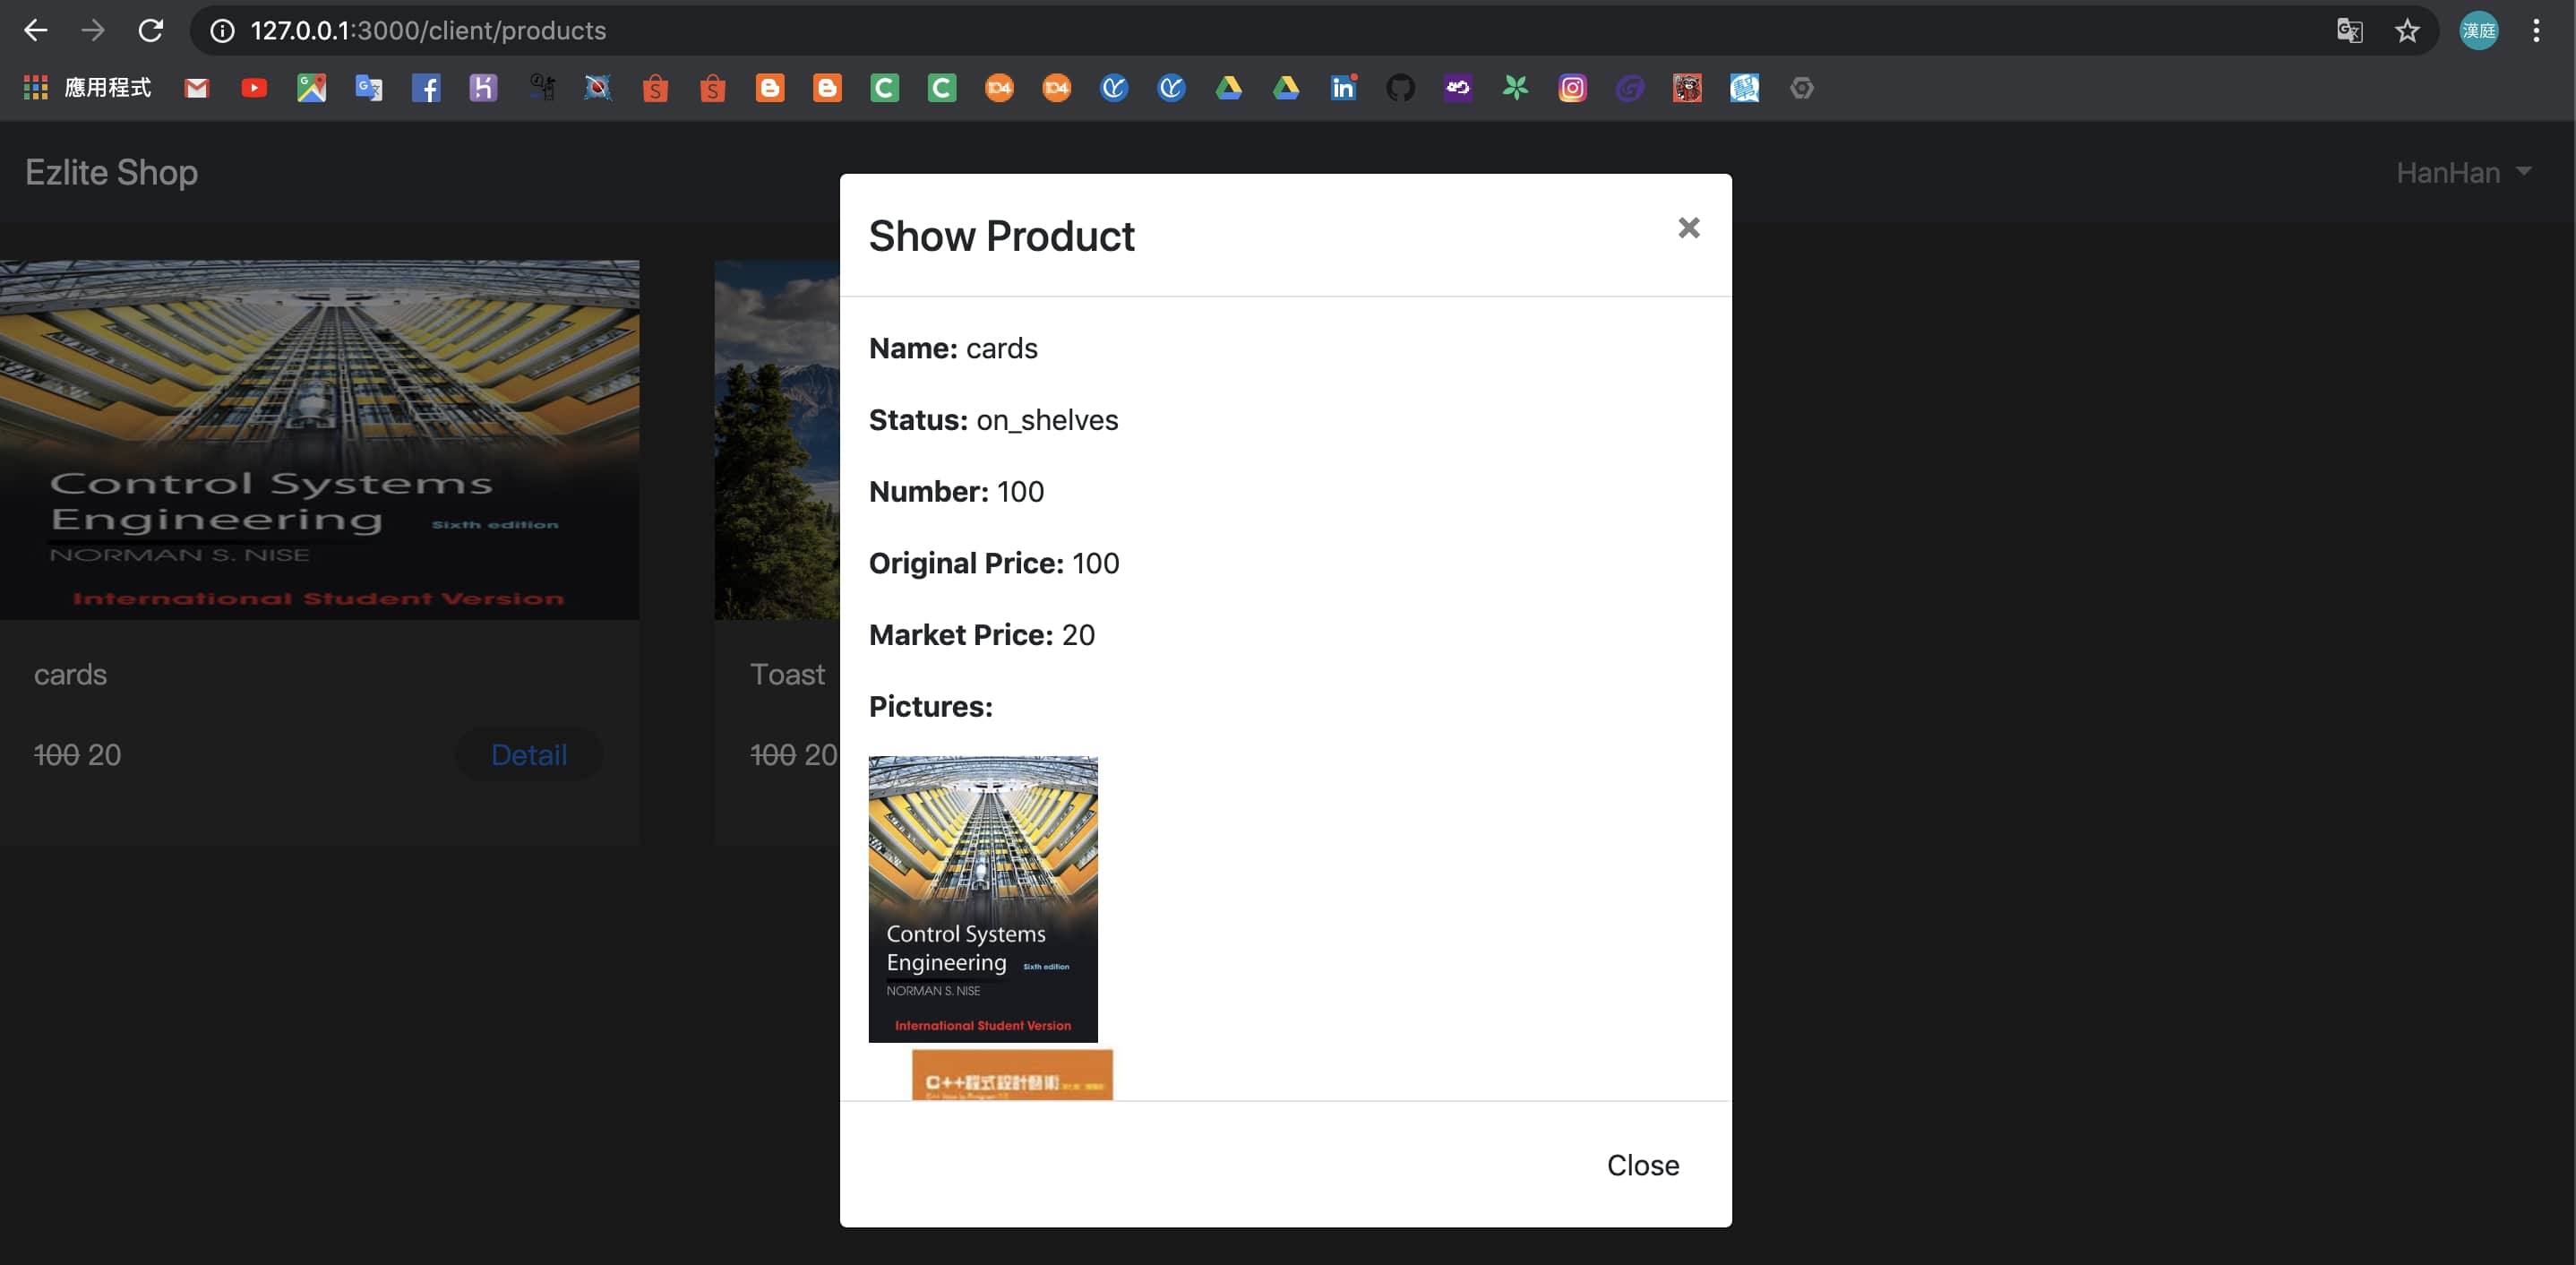 127.0.0.1:3000/client/products
漢庭
應用程式
Ezlite Shop
HanHan
Control Systems
Engineering Sixth edition
NORMAN S. NISE
International Student Version
cards
100 20
Detail
Toast
100 20
Show Product
Name: cards
Status: on_shelves
Number: 100
Original Price: 100
Market Price: 20
Pictures:
Control Systems
Engineering Sixth edition
NORMAN S. NISE
International Student Version
C++程式設計藝術
Close